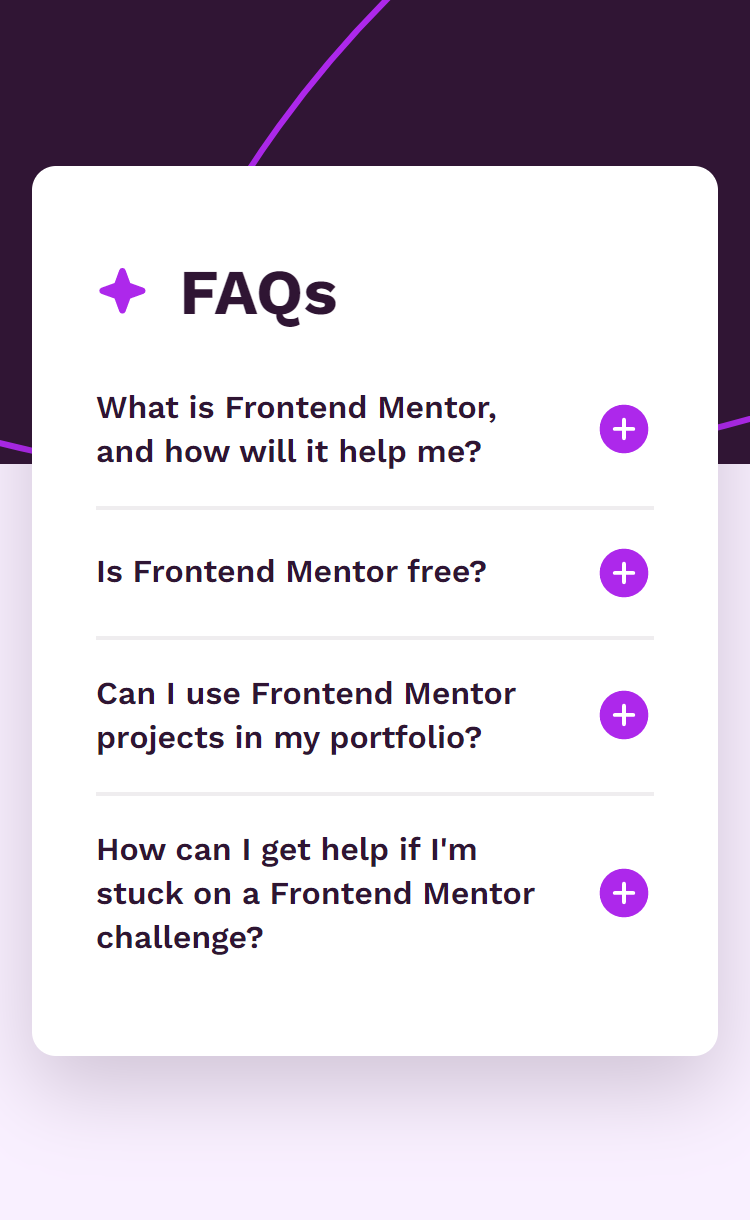 FAQs
What is Frontend Mentor,
and how will it help me?
Is Frontend Mentor free?
Can I use Frontend Mentor
projects in my portfolio?
How can I get help if I'm
stuck on a Frontend Mentor
challenge?